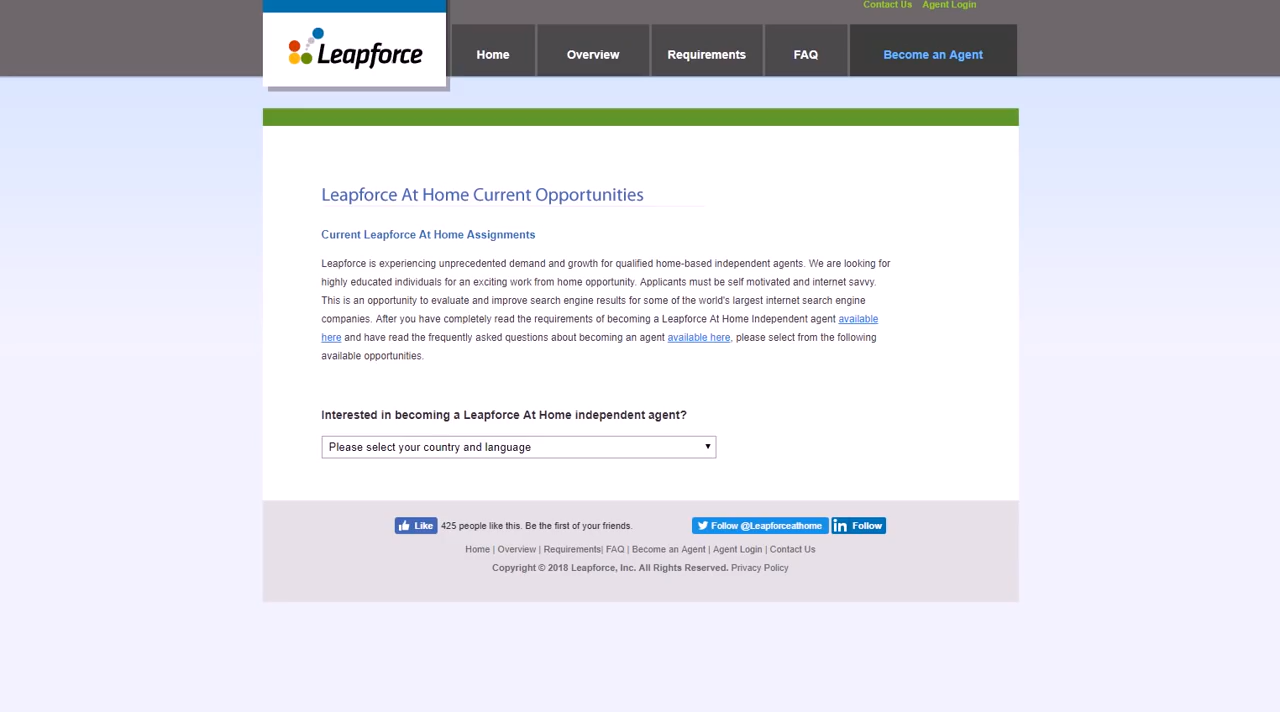 Contact Us Agent Login
Leapforce
Home Overview Requirements FAQ Become an Agent
Leapforce At Home Current Opportunities
Current Leapforce At Home Assignments
Leapforce is experiencing unprecedented demand and growth for qualified home-based independent agents. We are looking for
highly educated individuals for an exciting work from home opportunity. Applicants must be self motivated and internet savvy.
This is an opportunity to evaluate and improve search engine results for some of the world's largest internet search engine
companies. After you have completely read the requirements of becoming a Leapforce At Home Independent agent available
here and have read the frequently asked questions about becoming an agent available here, please select from the following
available opportunities.
Interested in becoming a Leapforce At Home independent agent?
Please select your country and language
Like 425 people like this. Be the first of your friends. Follow @Leapforceathome in Follow
Home | Overview | Requirements| FAQ | Become an Agent | Agent Login | Contact Us
Copyright © 2018 Leapforce, Inc. All Rights Reserved. Privacy Policy